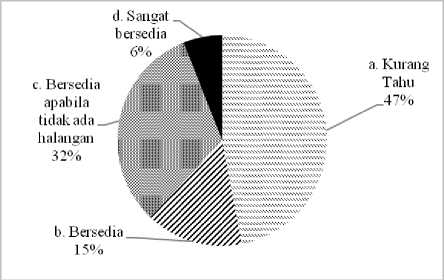 d. Sangat
bersedia
6%
a. Kurang
Tahu
47%
c. Bersedia
apabila
tidak ada
halangan
32%
b. Bersedia
15%